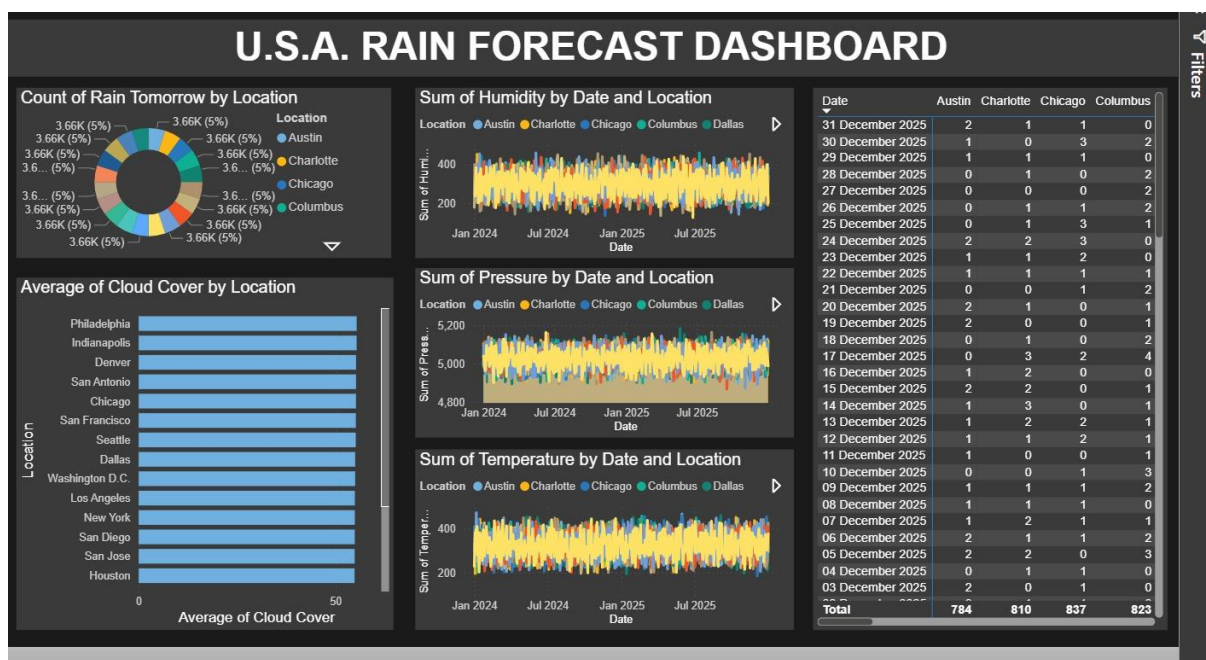 U.S.A. RAIN FORECAST DASHBOARD
Filters
Count of Rain Tomorrow by Location
3.66K (5%) 3.66K (5%)
3.66K (5%) 3.66K (5%)
3.66K (5%) 3.66K (5%)
3.6... (5%) 3.6... (5%)
3.6... (5%) 3.6... (5%)
3.66K (5%) 3.66K (5%)
3.66K (5%) 3.66K (5%)
3.66K (5%) 3.66K (5%)
Location
Austin
Charlotte
Chicago
Columbus
Average of Cloud Cover by Location
Location
Philadelphia
Indianapolis
Denver
San Antonio
Chicago
San Francisco
Seattle
Dallas
Washington D.C.
Los Angeles
New York
San Diego
San Jose
Houston
0 50
Average of Cloud Cover
Sum of Humidity by Date and Location
Location Austin Charlotte Chicago Columbus Dallas
Sum of Humi...
400
200
Jan 2024 Jul 2024 Jan 2025 Jul 2025
Date
Sum of Pressure by Date and Location
Location Austin Charlotte Chicago Columbus Dallas
Sum of Press...
5,200
5,000
4,800
Jan 2024 Jul 2024 Jan 2025 Jul 2025
Date
Sum of Temperature by Date and Location
Location Austin Charlotte Chicago Columbus Dallas
Sum of Temper...
400
200
Jan 2024 Jul 2024 Jan 2025 Jul 2025
Date
Date Austin Charlotte Chicago Columbus
31 December 2025 2 1 1 0
30 December 2025 1 0 3 2
29 December 2025 1 1 1 0
28 December 2025 0 1 0 2
27 December 2025 0 0 0 2
26 December 2025 0 1 1 2
25 December 2025 0 1 3 1
24 December 2025 2 2 3 0
23 December 2025 1 1 2 0
22 December 2025 1 1 1 1
21 December 2025 0 0 1 2
20 December 2025 2 1 0 1
19 December 2025 2 0 0 1
18 December 2025 0 1 0 2
17 December 2025 0 3 2 4
16 December 2025 1 2 0 0
15 December 2025 2 2 0 1
14 December 2025 1 3 0 1
13 December 2025 1 2 2 1
12 December 2025 1 1 2 1
11 December 2025 1 0 0 1
10 December 2025 0 0 1 3
09 December 2025 1 1 1 2
08 December 2025 1 1 1 0
07 December 2025 1 2 1 1
06 December 2025 2 1 1 2
05 December 2025 2 2 0 3
04 December 2025 0 1 1 0
03 December 2025 2 0 1 0
Total 784 810 837 823